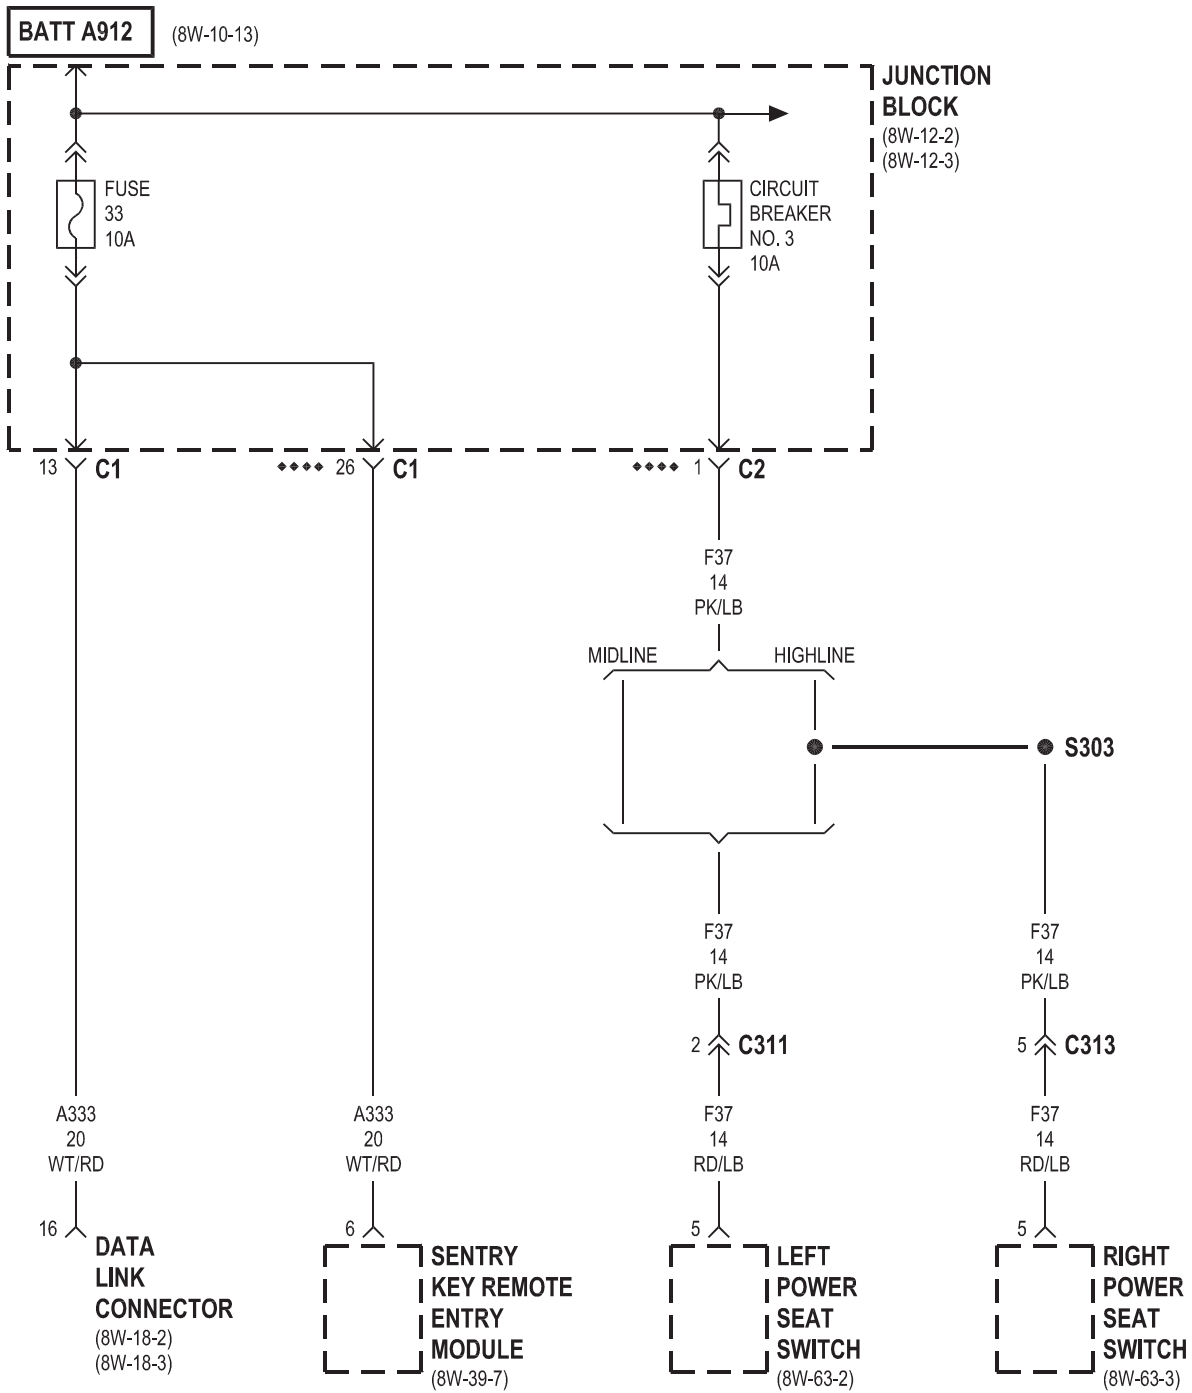 BATT A912 (8W-10-13)
JUNCTION
BLOCK
(8W-12-2)
(8W-12-3)
FUSE
33
10A
CIRCUIT
BREAKER
NO. 3
10A
13 C1
26 C1
1 C2
F37
14
PK/LB
MIDLINE HIGHLINE
S303
F37
14
PK/LB
F37
14
PK/LB
2 C311
5 C313
A333
20
WT/RD
A333
20
WT/RD
F37
14
RD/LB
F37
14
RD/LB
16
DATA
LINK
CONNECTOR
(8W-18-2)
(8W-18-3)
6
SENTRY
KEY REMOTE
ENTRY
MODULE
(8W-39-7)
5
LEFT
POWER
SEAT
SWITCH
(8W-63-2)
5
RIGHT
POWER
SEAT
SWITCH
(8W-63-3)